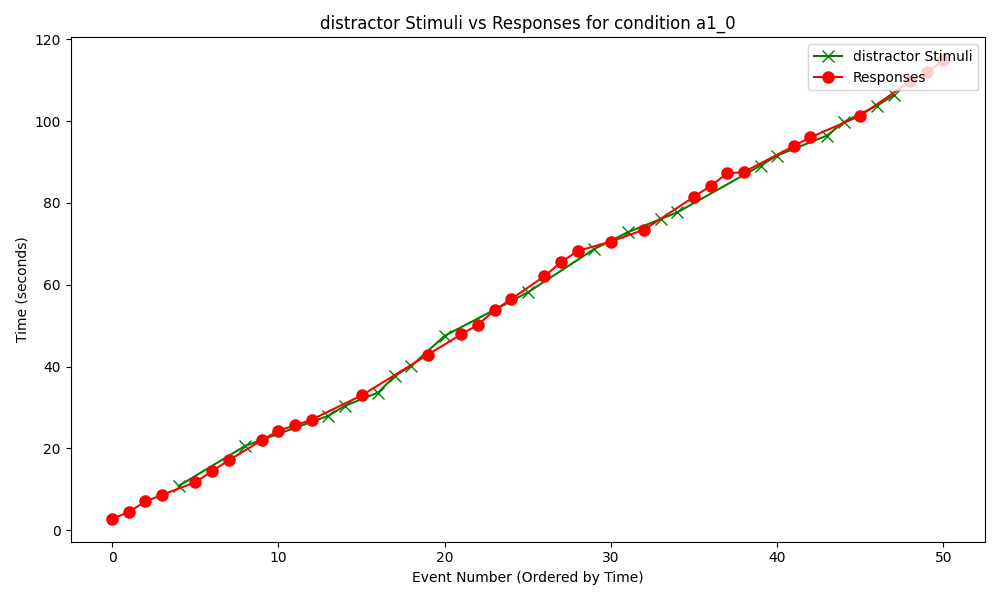 distractor Stimuli vs Responses for condition a1_0
120
100
80
60
40
20
0
Time (seconds)
distractor Stimuli
Responses
0 10 20 30 40 50
Event Number (Ordered by Time)